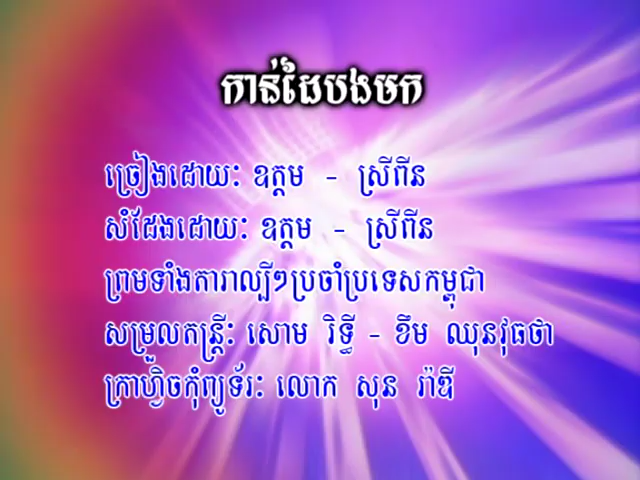 កាន់ដៃបងមក
ច្រៀងដោយ: ឧត្តម - ស្រីពីន
សំដែងដោយ: ឧត្តម - ស្រីពីន
ព្រមទាំងតារាល្បីៗប្រចាំប្រទេសកម្ពុជា
សម្រួលតន្ត្រី: សោម រិទ្ធី - ខឹម ឈុនវុធថា
ក្រាហ្វិចកុំព្យូទ័រ: លោក សុន រ៉ាឌី